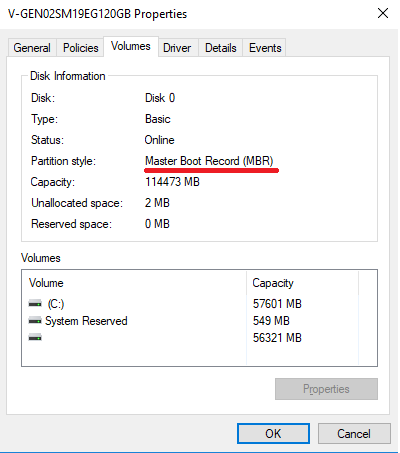 V-GEN02SM19EG120GB Properties
General Policies Volumes Driver Details Events
Disk Information
Disk: Disk 0
Type: Basic
Status: Online
Partition style: Master Boot Record (MBR)
Capacity: 114473 MB
Unallocated space: 2 MB
Reserved space: 0 MB
Volumes
Volume Capacity
(C:) 57601 MB
System Reserved 549 MB
56321 MB
Properties
OK Cancel